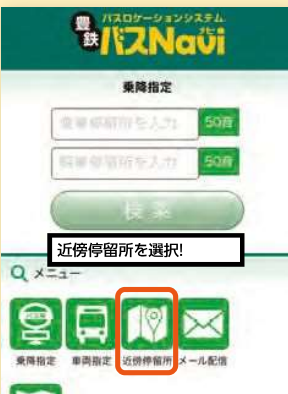 バスロケーションシステム
豊鉄バスNavi
ナビ
乗降指定
乗車停留所を入力 50音
降車停留所を入力 50音
検索
近傍停留所を選択!
メニュー
乗降指定 車両指定 近傍停留所 メール配信